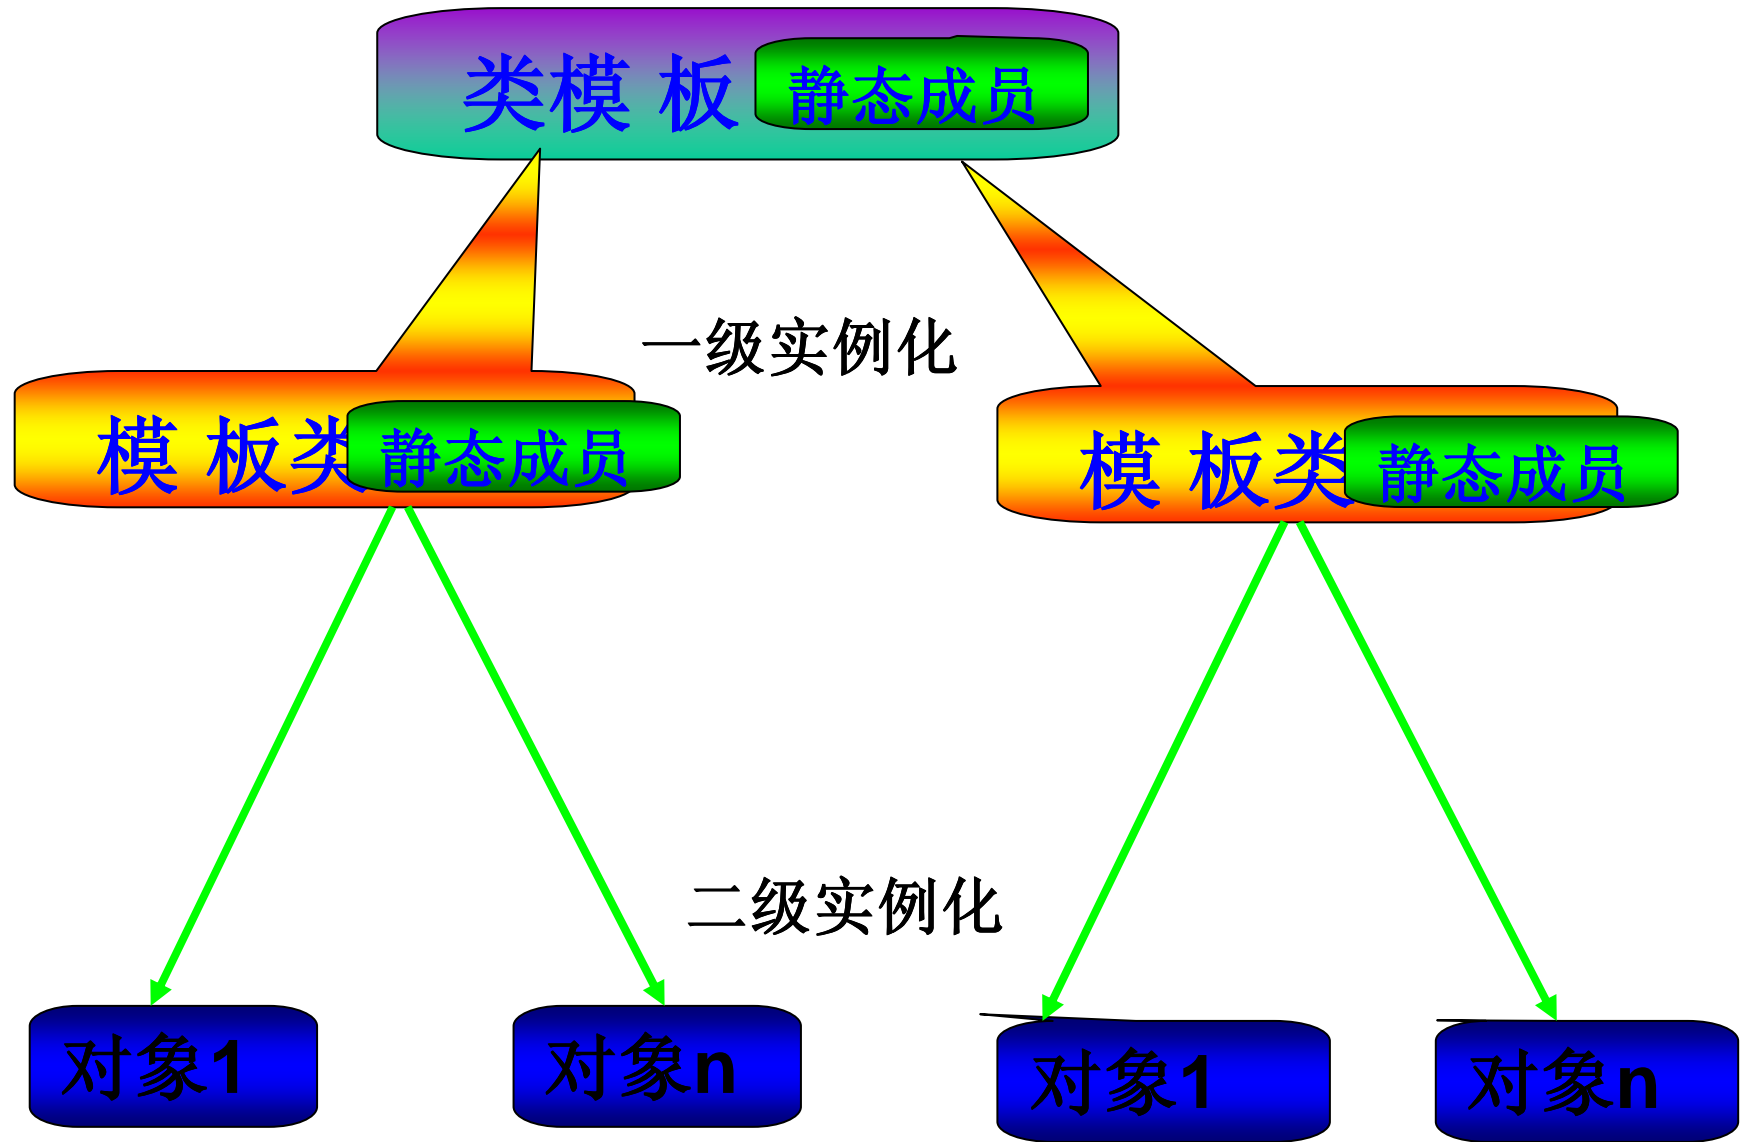 类模 板 静态成员
一级实例化
模 板类 静态成员
模 板类 静态成员
二级实例化
对象1
对象n
对象1
对象n